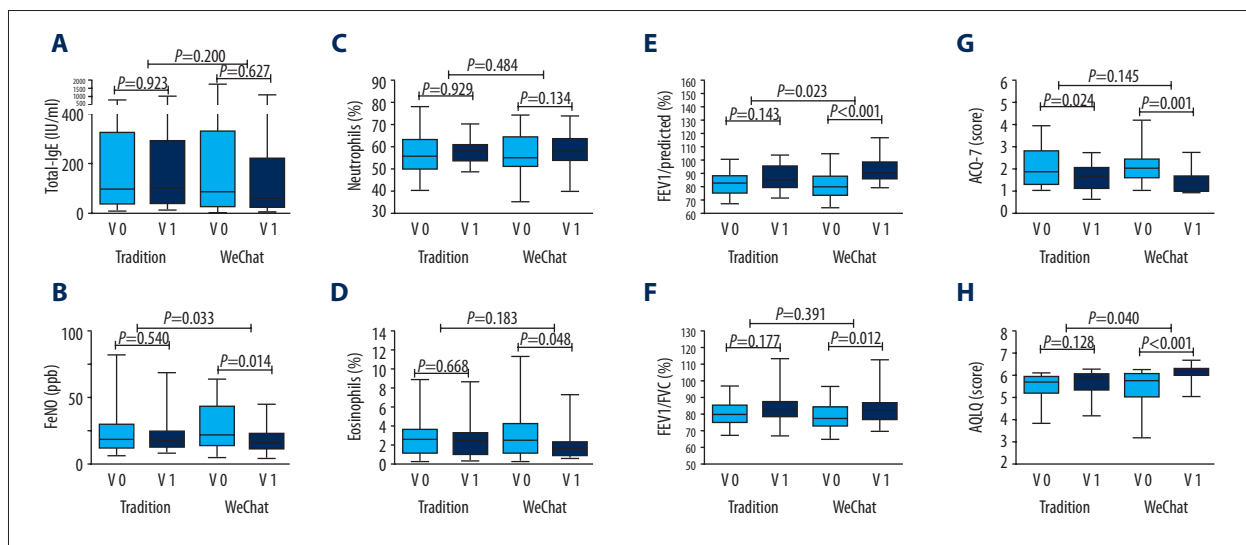 A
P=0.200
P=0.923
P=0.627
2000
1500
1000
500
400
200
0
Total-IgE (IU/ml)
V 0 V 1 V 0 V 1
Tradition WeChat
B
P=0.033
P=0.540
P=0.014
100
50
25
0
FeNO (ppb)
V 0 V 1 V 0 V 1
Tradition WeChat
C
P=0.484
P=0.929
P=0.134
90
80
70
60
50
40
30
Neutrophils (%)
V 0 V 1 V 0 V 1
Tradition WeChat
D
P=0.183
P=0.048
P=0.668
14
12
10
8
6
4
2
0
Eosinophils (%)
V 0 V 1 V 0 V 1
Tradition WeChat
E
P=0.023
P=0.143
P<0.001
160
150
140
130
120
110
100
90
80
70
60
FEV1/predicted (%)
V 0 V 1 V 0 V 1
Tradition WeChat
F
P=0.391
P=0.177
P=0.012
130
120
110
100
90
80
70
60
50
FEV1/FVC (%)
V 0 V 1 V 0 V 1
Tradition WeChat
G
P=0.145
P=0.024
P=0.001
6
5
4
3
2
1
0
ACQ-7 (score)
V 0 V 1 V 0 V 1
Tradition WeChat
H
P=0.040
P=0.128
P<0.001
8
7
6
5
4
3
2
AQLQ (score)
V 0 V 1 V 0 V 1
Tradition WeChat